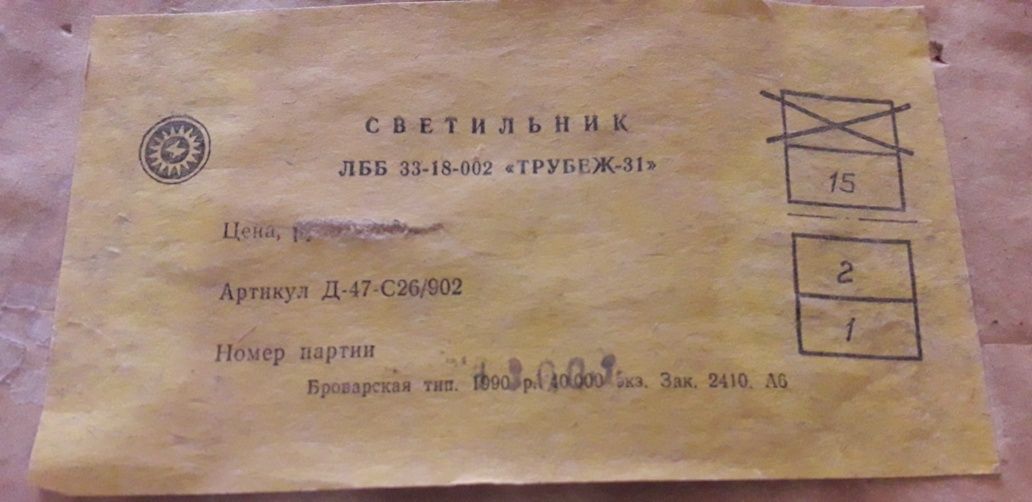 СВЕТИЛЬНИК
ЛББ 33-18-002 «ТРУБЕЖ-31»
Цена,
Артикул Д-47-С26/902
Номер партии
Броварская тип. 1990 р. 40.000 экз. Зак. 2410. А6
15
2
1